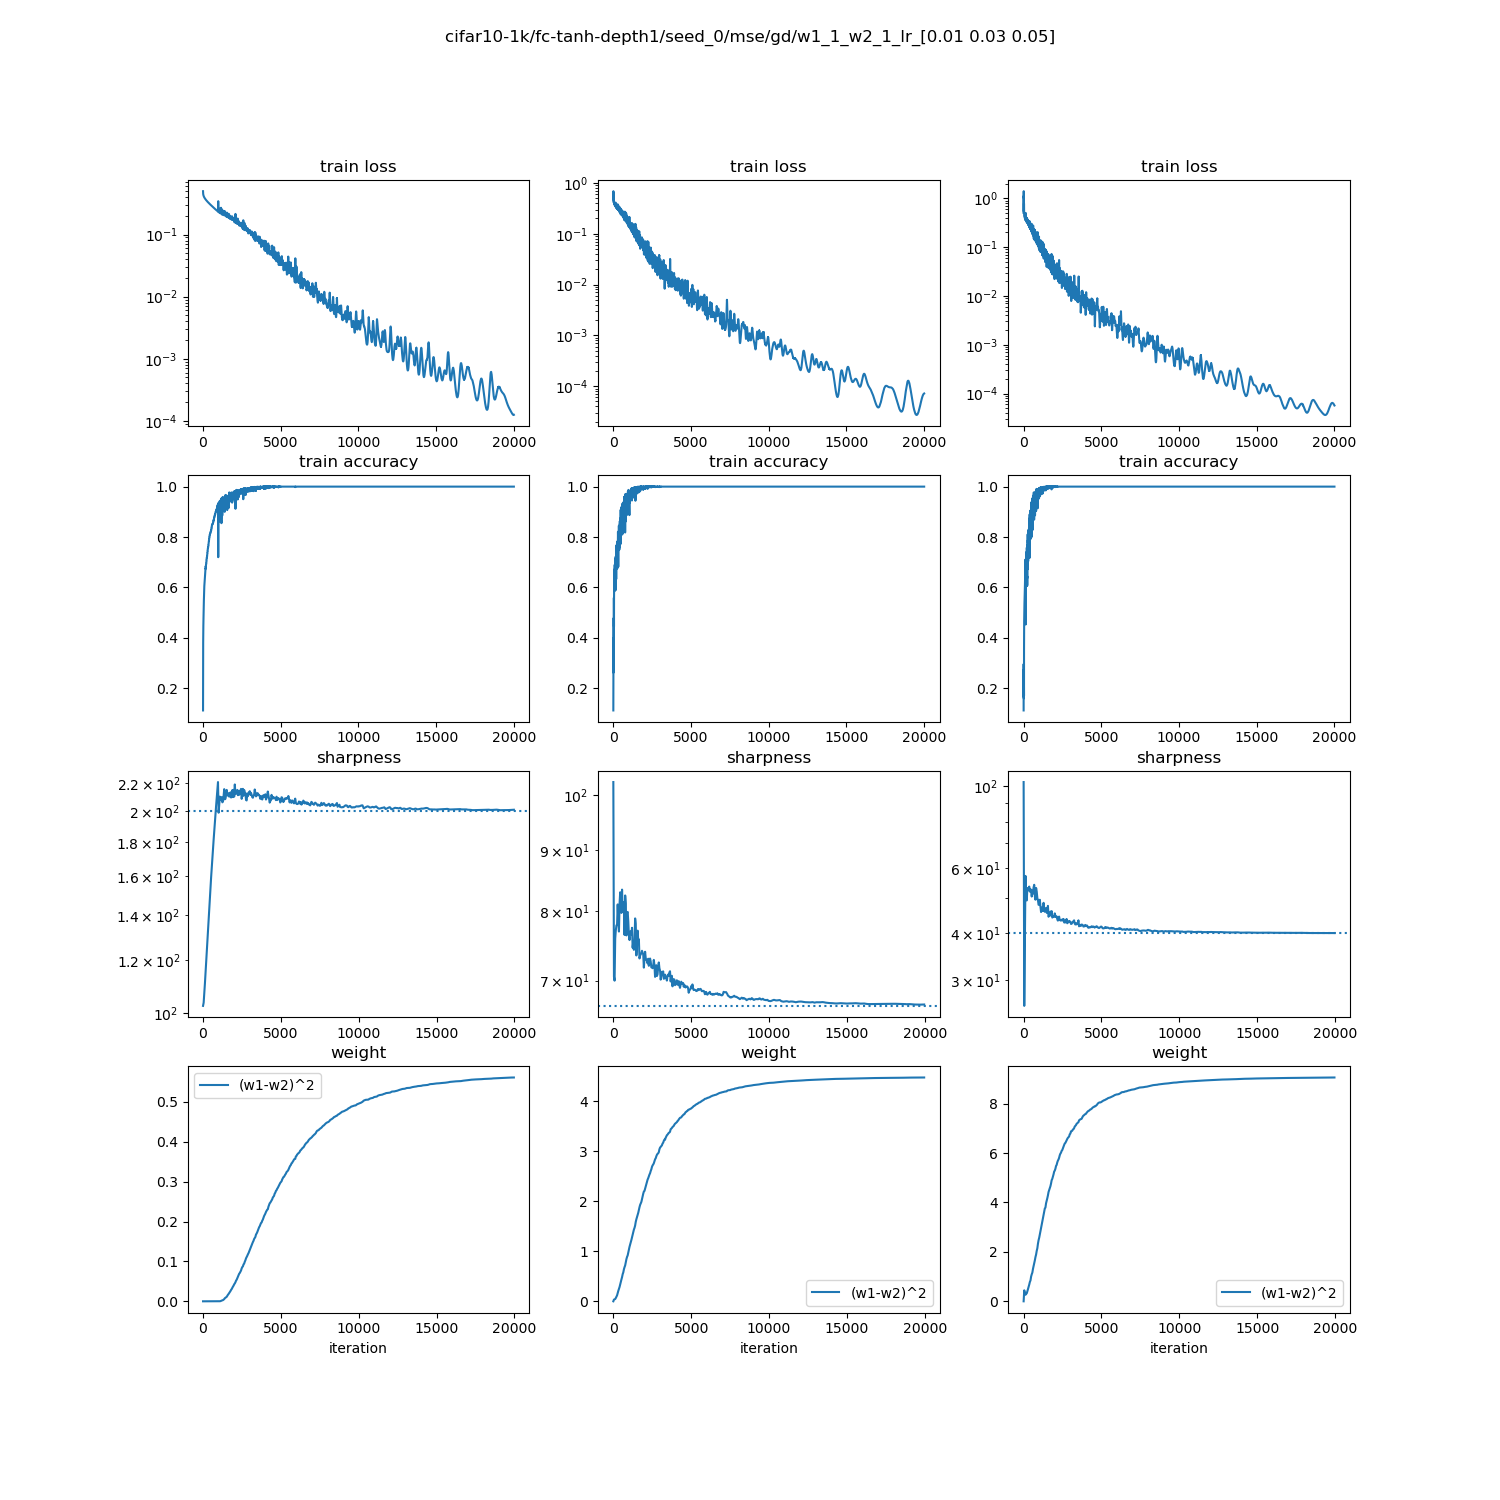 cifar10-1k/fc-tanh-depth1/seed_0/mse/gd/w1_1_w2_1_lr_[0.01 0.03 0.05]
train loss
10^{-1}
10^{-2}
10^{-3}
10^{-4}
0 5000 10000 15000 20000
train loss
10^{0}
10^{-1}
10^{-2}
10^{-3}
10^{-4}
0 5000 10000 15000 20000
train loss
10^{0}
10^{-1}
10^{-2}
10^{-3}
10^{-4}
0 5000 10000 15000 20000
train accuracy
1.0
0.8
0.6
0.4
0.2
0 5000 10000 15000 20000
train accuracy
1.0
0.8
0.6
0.4
0.2
0 5000 10000 15000 20000
train accuracy
1.0
0.8
0.6
0.4
0.2
0 5000 10000 15000 20000
sharpness
2.2 × 10^{2}
2 × 10^{2}
1.8 × 10^{2}
1.6 × 10^{2}
1.4 × 10^{2}
1.2 × 10^{2}
10^{2}
0 5000 10000 15000 20000
sharpness
10^{2}
9 × 10^{1}
8 × 10^{1}
7 × 10^{1}
0 5000 10000 15000 20000
sharpness
10^{2}
6 × 10^{1}
4 × 10^{1}
3 × 10^{1}
0 5000 10000 15000 20000
weight
(w1-w2)^2
0.5
0.4
0.3
0.2
0.1
0.0
0 5000 10000 15000 20000
iteration
weight
4
3
2
1
0
(w1-w2)^2
0 5000 10000 15000 20000
iteration
weight
8
6
4
2
0
(w1-w2)^2
0 5000 10000 15000 20000
iteration